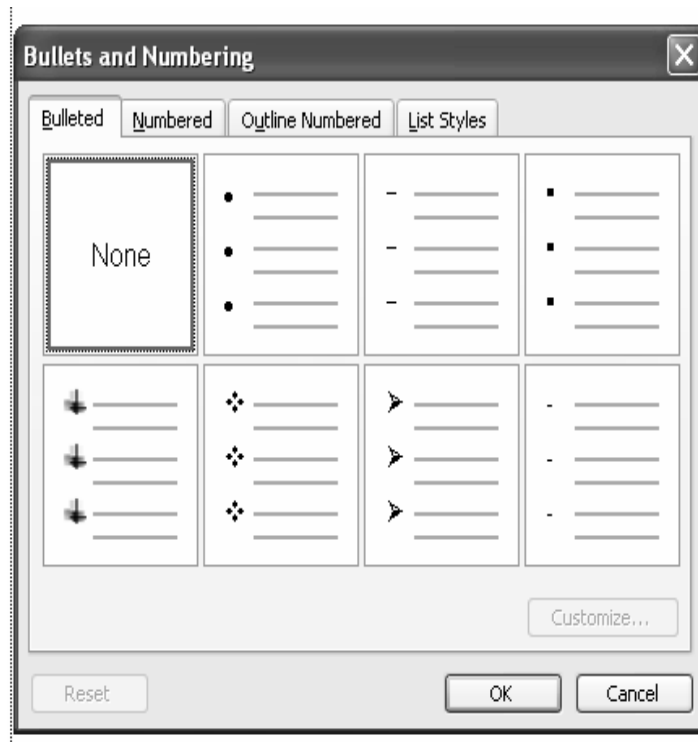 Bullets and Numbering
Bulleted Numbered Outline Numbered List Styles
None
Customize...
Reset OK Cancel